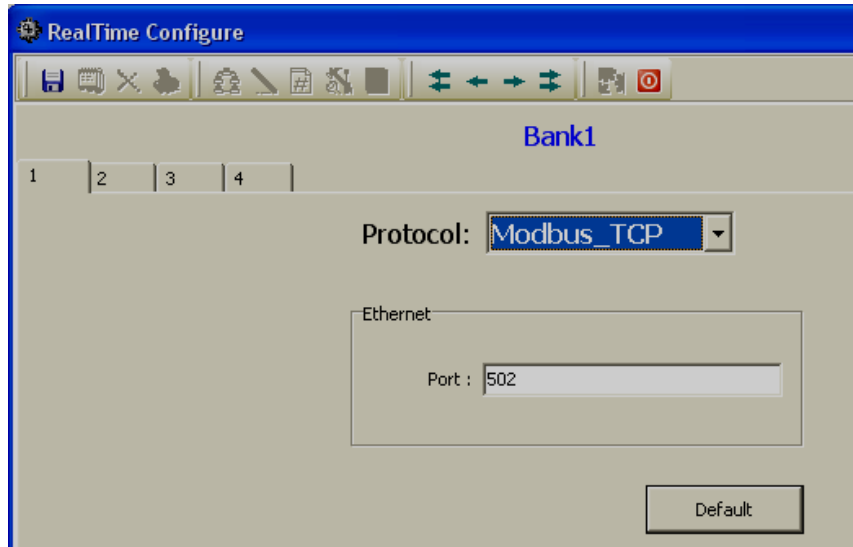 RealTime Configure
Bank1
1 2 3 4
Protocol: Modbus_TCP
Ethernet
Port : 502
Default